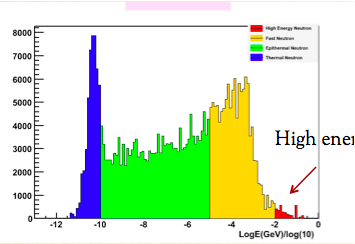 8000
7000
6000
5000
4000
3000
2000
1000
0
High Energy Neutron
Fast Neutron
Epithermal Neutron
Thermal Neutron
High ener
-12
-10
-8
-6
-4
-2
0
LogE(GeV)/log(10)